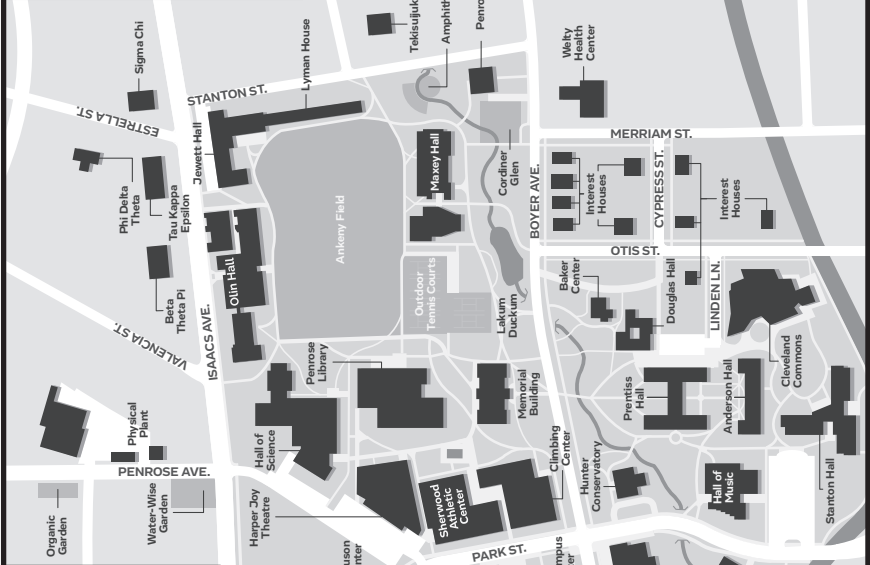 Sigma Chi
Lyman House
Tekisuijuk
Amphith
Penro
Welty
Health
Center
STANTON ST.
ESTRELLA ST.
MERRIAM ST.
Jewett Hall
Phi Delta
Theta
Tau Kappa
Epsilon
Maxey Hall
Cordiner
Glen
BOYER AVE.
Interest
Houses
CYPRESS ST.
Interest
Houses
Ankeny Field
OTIS ST.
Beta
Theta Pi
Olin Hall
Outdoor
Tennis Courts
Lakum
Duckum
Baker
Center
Douglas Hall
LINDEN LN.
VALENCIA ST.
ISAACS AVE.
Penrose
Library
Memorial
Building
Prentiss
Hall
Anderson Hall
Cleveland
Commons
Physical
Plant
Hall of
Science
Climbing
Center
PENROSE AVE.
Hunter
Conservatory
Hall of
Music
Stanton Hall
Organic
Garden
Water-Wise
Garden
Harper Joy
Theatre
Sherwood
Athletic
Center
PARK ST.